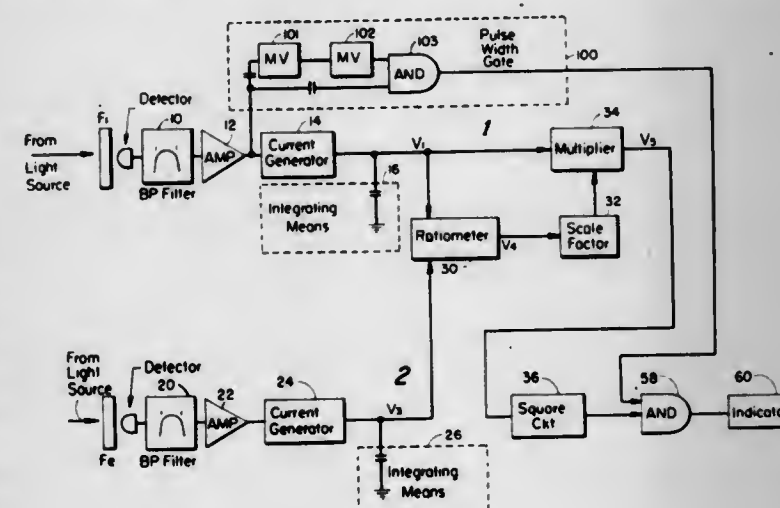 101
102
103
MV
MV
AND
Pulse
Width
Gate
100
Detector
F1
10
12
14
1
34
From
Light
Source
AMP
Current
Generator
V1
Multiplier
V5
BP Filter
16
32
Integrating
Means
Ratiometer
V4
Scale
Factor
30
From
Light
Source
Detector
20
22
24
2
V3
36
58
60
AMP
Current
Generator
Square
Ckt
AND
Indicato
Fe
BP Filter
26
Integrating
Means